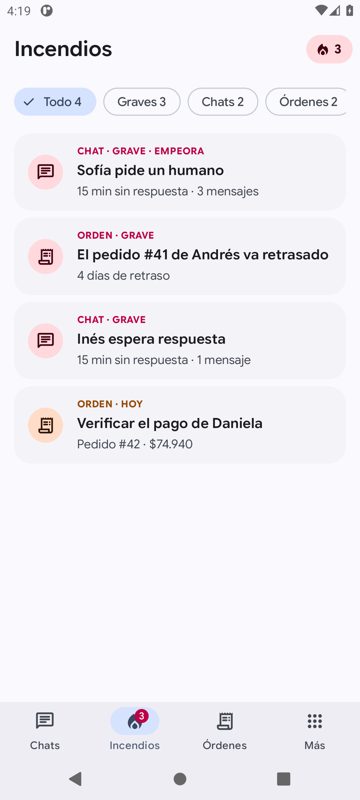 4:19
Incendios
3
Todo 4
Graves 3
Chats 2
Órdenes 2
CHAT · GRAVE · EMPEORA
Sofía pide un humano
15 min sin respuesta · 3 mensajes
ORDEN · GRAVE
El pedido #41 de Andrés va retrasado
4 días de retraso
CHAT · GRAVE
Inés espera respuesta
15 min sin respuesta · 1 mensaje
ORDEN · HOY
Verificar el pago de Daniela
Pedido #42 · $74.940
3
Chats
Incendios
Órdenes
Más